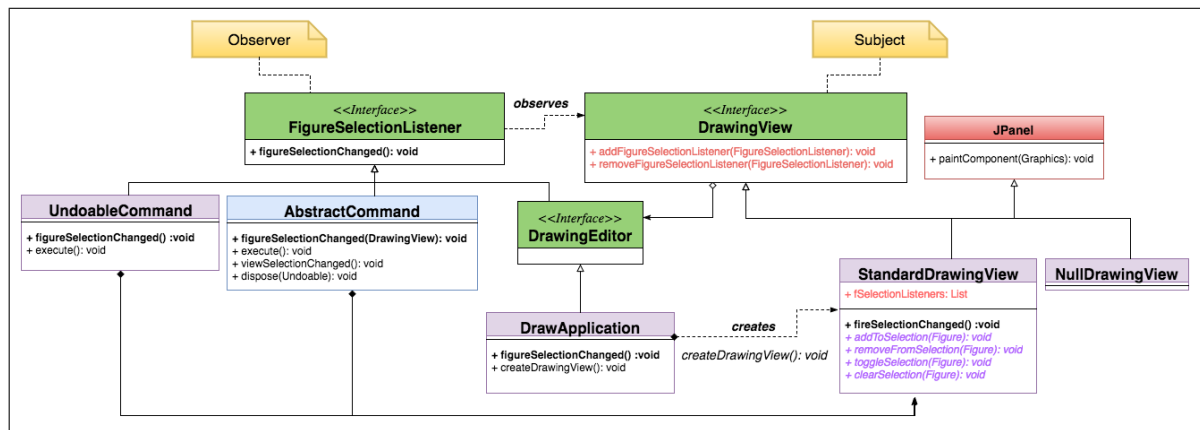 Observer
Subject
<<Interface>>
FigureSelectionListener
+ figureSelectionChanged(): void
observes
<<Interface>>
DrawingView
+ addFigureSelectionListener(FigureSelectionListener): void
+ removeFigureSelectionListener(FigureSelectionListener): void
JPanel
+ paintComponent(Graphics): void
UndoableCommand
+ figureSelectionChanged() :void
+ execute(): void
AbstractCommand
+ figureSelectionChanged(DrawingView): void
+ execute(): void
+ viewSelectionChanged(): void
+ dispose(Undoable): void
<<Interface>>
DrawingEditor
StandardDrawingView
+ fSelectionListeners: List
+ fireSelectionChanged() :void
+ addToSelection(Figure): void
+ removeFromSelection(Figure): void
+ toggleSelection(Figure): void
+ clearSelection(Figure): void
NullDrawingView
DrawApplication
+ figureSelectionChanged() :void
+ createDrawingView(): void
creates
createDrawingView(): void